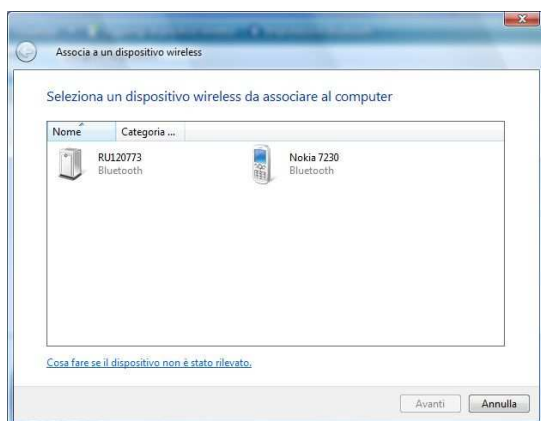 Associa a un dispositivo wireless
Seleziona un dispositivo wireless da associare al computer
Nome Categoria ...
RU120773 Nokia 7230
Bluetooth Bluetooth
Cosa fare se il dispositivo non è stato rilevato.
Avanti Annulla